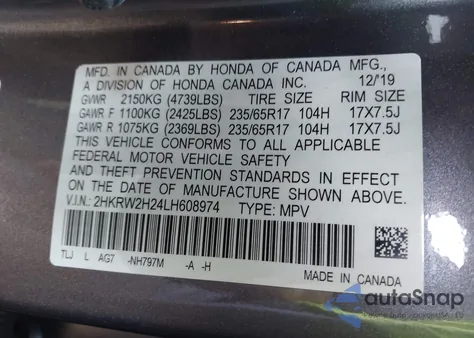 MFD. IN CANADA BY HONDA OF CANADA MFG.,
A DIVISION OF HONDA CANADA INC. 12/19
GVWR 2150KG (4739LBS) TIRE SIZE RIM SIZE
GAWR F 1100KG (2425LBS) 235/65R17 104H 17X7.5J
GAWR R 1075KG (2369LBS) 235/65R17 104H 17X7.5J
THIS VEHICLE CONFORMS TO ALL APPLICABLE
FEDERAL MOTOR VEHICLE SAFETY
AND THEFT PREVENTION STANDARDS IN EFFECT
ON THE DATE OF MANUFACTURE SHOWN ABOVE.
V.I.N.: 2HKRW2H24LH608974 TYPE: MPV
TLJ L AG7 -NH797M -A -H
MADE IN CANADA
autoSnap